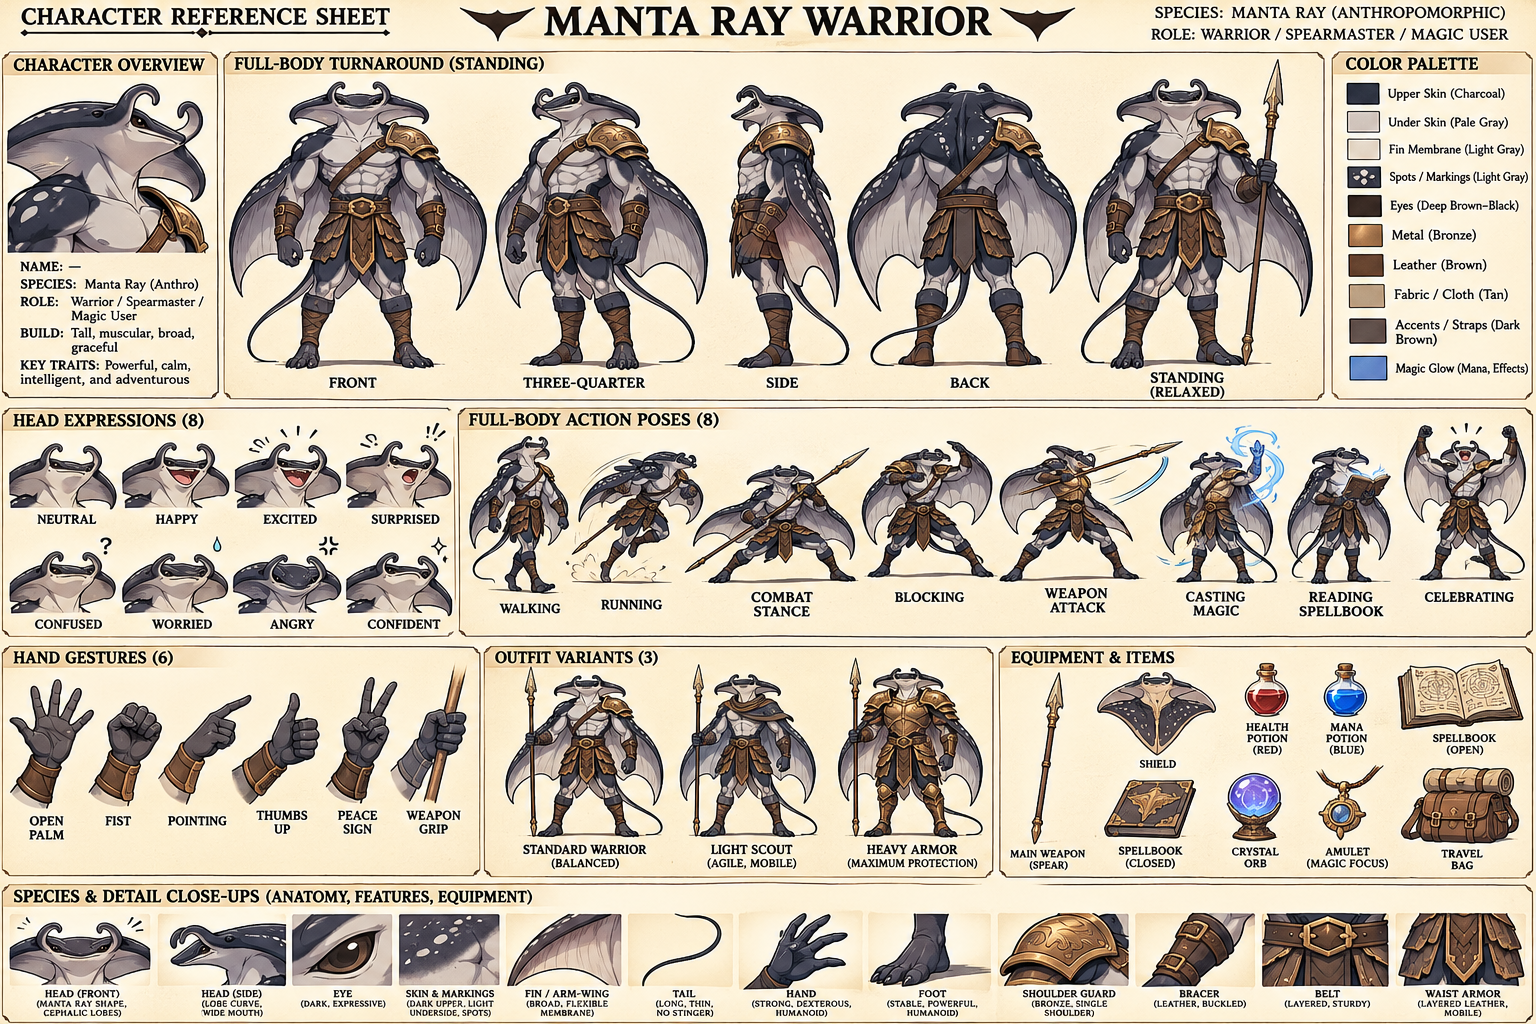 CHARACTER REFERENCE SHEET
MANTA RAY WARRIOR
SPECIES: MANTA RAY (ANTHROPOMORPHIC)
ROLE: WARRIOR / SPEARMASTER / MAGIC USER
CHARACTER OVERVIEW
NAME: —
SPECIES: Manta Ray (Anthro)
ROLE: Warrior / Spearmaster /
Magic User
BUILD: Tall, muscular, broad,
graceful
KEY TRAITS: Powerful, calm,
intelligent, and adventurous
FULL-BODY TURNAROUND (STANDING)
FRONT
THREE-QUARTER
SIDE
BACK
STANDING
(RELAXED)
COLOR PALETTE
Upper Skin (Charcoal)
Under Skin (Pale Gray)
Fin Membrane (Light Gray)
Spots / Markings (Light Gray)
Eyes (Deep Brown-Black)
Metal (Bronze)
Leather (Brown)
Fabric / Cloth (Tan)
Accents / Straps (Dark
Brown)
Magic Glow (Mana, Effects)
HEAD EXPRESSIONS (8)
!!!
NEUTRAL
HAPPY
EXCITED
SURPRISED
?
CONFUSED
WORRIED
ANGRY
CONFIDENT
FULL-BODY ACTION POSES (8)
WALKING
RUNNING
COMBAT
STANCE
BLOCKING
WEAPON
ATTACK
CASTING
MAGIC
READING
SPELLBOOK
CELEBRATING
HAND GESTURES (6)
OPEN
PALM
FIST
POINTING
THUMBS
UP
PEACE
SIGN
WEAPON
GRIP
OUTFIT VARIANTS (3)
STANDARD WARRIOR
(BALANCED)
LIGHT SCOUT
(AGILE, MOBILE)
HEAVY ARMOR
(MAXIMUM PROTECTION)
EQUIPMENT & ITEMS
MAIN WEAPON
(SPEAR)
SHIELD
HEALTH
POTION
(RED)
MANA
POTION
(BLUE)
SPELLBOOK
(OPEN)
SPELLBOOK
(CLOSED)
CRYSTAL
ORB
AMULET
(MAGIC FOCUS)
TRAVEL
BAG
SPECIES & DETAIL CLOSE-UPS (ANATOMY, FEATURES, EQUIPMENT)
HEAD (FRONT)
(MANTA RAY SHAPE,
CEPHALIC LOBES)
HEAD (SIDE)
(LOBE CURVE,
WIDE MOUTH)
EYE
(DARK, EXPRESSIVE)
SKIN & MARKINGS
(DARK UPPER, LIGHT
UNDERSIDE, SPOTS)
FIN / ARM-WING
(BROAD, FLEXIBLE
MEMBRANE)
TAIL
(LONG, THIN,
NO STINGER)
HAND
(STRONG, DEXTEROUS,
HUMANOID)
FOOT
(STABLE, POWERFUL,
HUMANOID)
SHOULDER GUARD
(BRONZE, SINGLE
SHOULDER)
BRACER
(LEATHER, BUCKLED)
BELT
(LAYERED, STURDY)
WAIST ARMOR
(LAYERED LEATHER,
MOBILE)